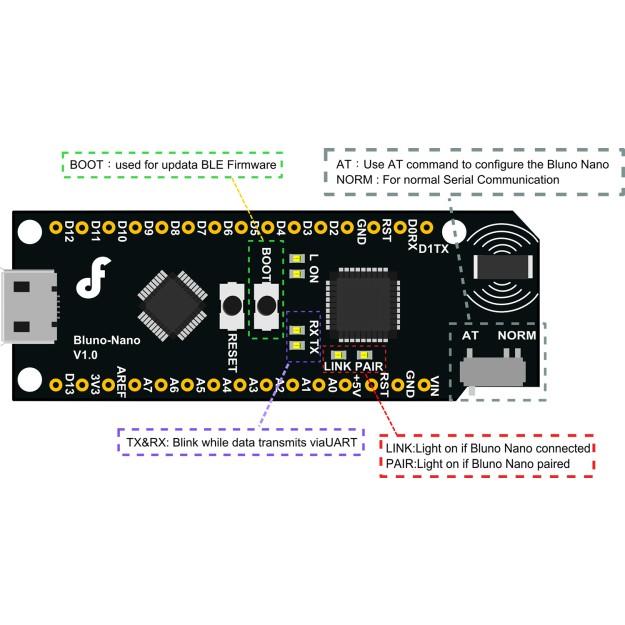 BOOT：used for updata BLE Firmware
AT：Use AT command to configure the Bluno Nano
NORM：For normal Serial Communication
D12 D11 D10 D9 D8 D7 D6 D5 D4 D3 D2 GND RST D0RX D1TX
BOOT
L ON
Bluno-Nano
V1.0
RESET
RX TX
LINK PAIR
AT NORM
D13 3V3 AREF A7 A6 A5 A4 A3 A2 A1 A0 +5V RST GND VIN
TX&RX: Blink while data transmits viaUART
LINK:Light on if Bluno Nano connected
PAIR:Light on if Bluno Nano paired